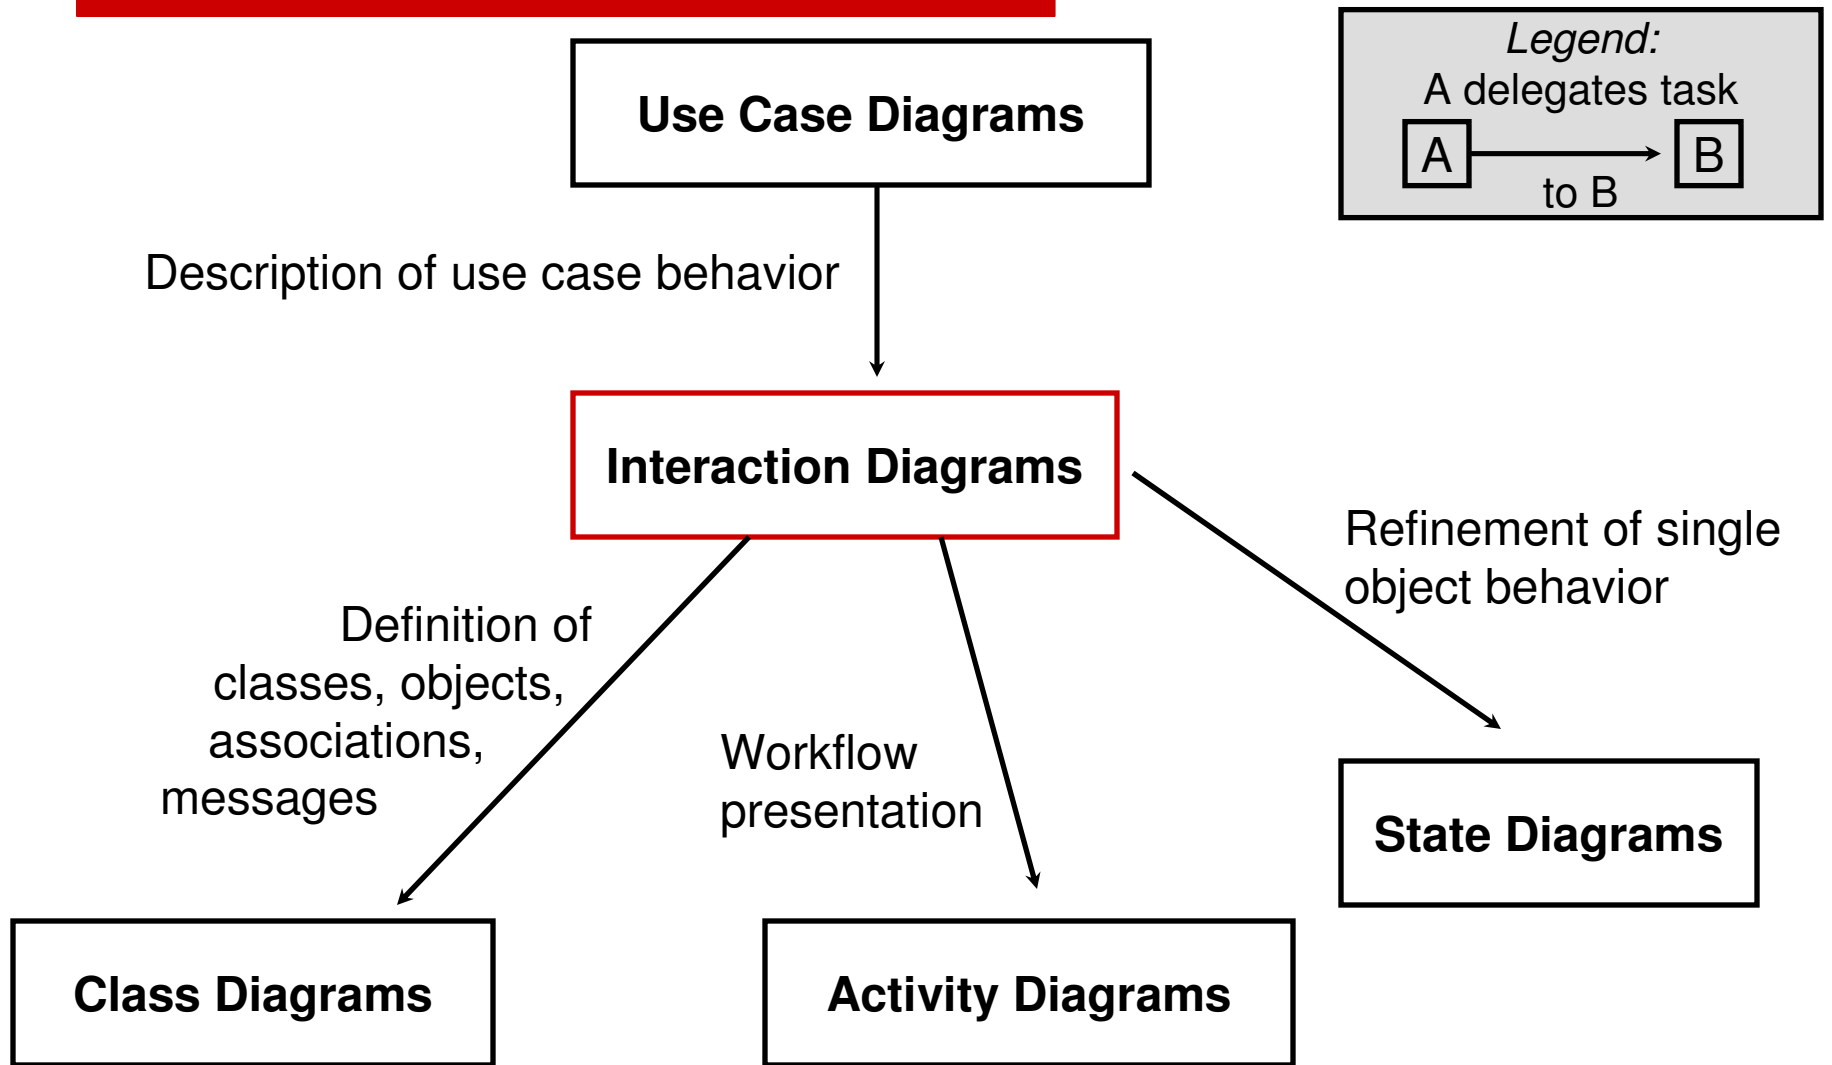 Use Case Diagrams
Legend:
A delegates task
A
B
to B
Description of use case behavior
Interaction Diagrams
Refinement of single
object behavior
Definition of
classes, objects,
associations,
messages
Workflow
presentation
State Diagrams
Class Diagrams
Activity Diagrams